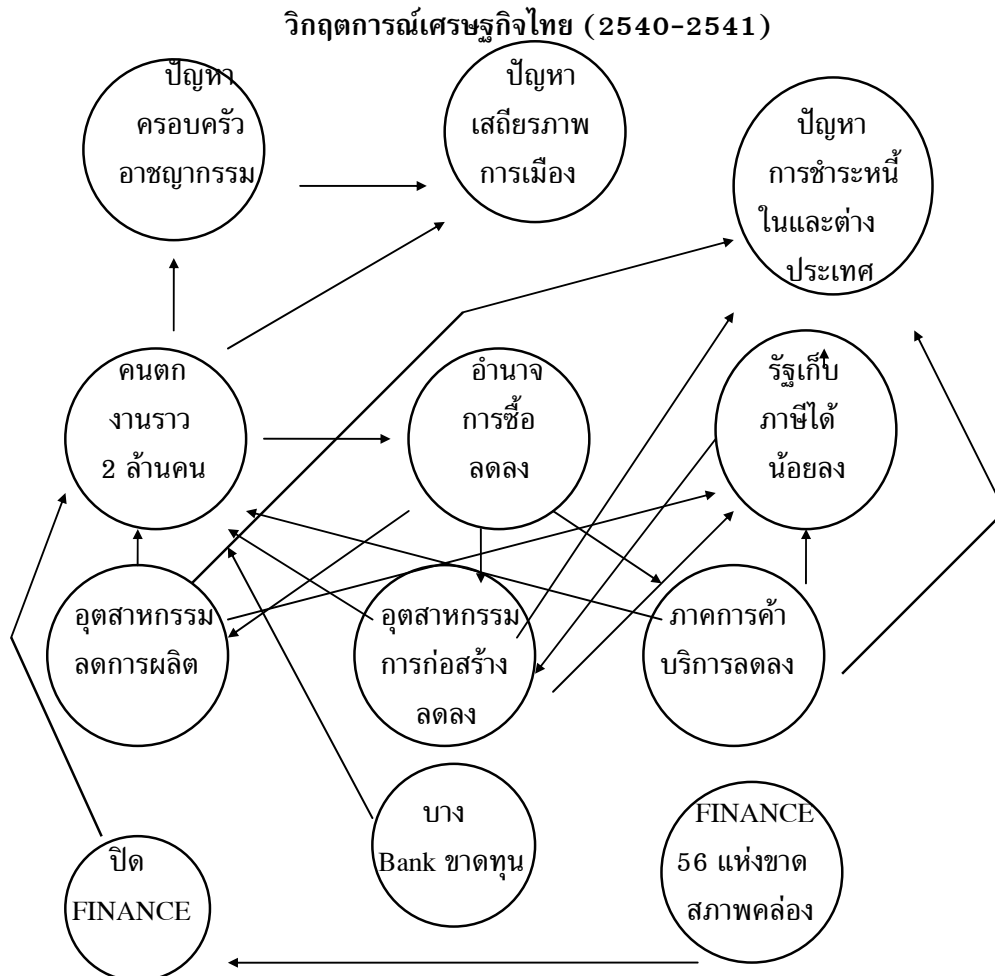 วิกฤตการณ์เศรษฐกิจไทย (2540-2541)
ปัญหา
ครอบครัว
อาชญากรรม
ปัญหา
เสถียรภาพ
การเมือง
ปัญหา
การชำระหนี้
ในและต่าง
ประเทศ
คนตก
งานราว
2 ล้านคน
อำนาจ
การซื้อ
ลดลง
รัฐเก็บ
ภาษีได้
น้อยลง
อุตสาหกรรม
ลดการผลิต
อุตสาหกรรม
การก่อสร้าง
ลดลง
ภาคการค้า
บริการลดลง
ปิด
FINANCE
บาง
Bank ขาดทุน
FINANCE
56 แห่งขาด
สภาพคล่อง